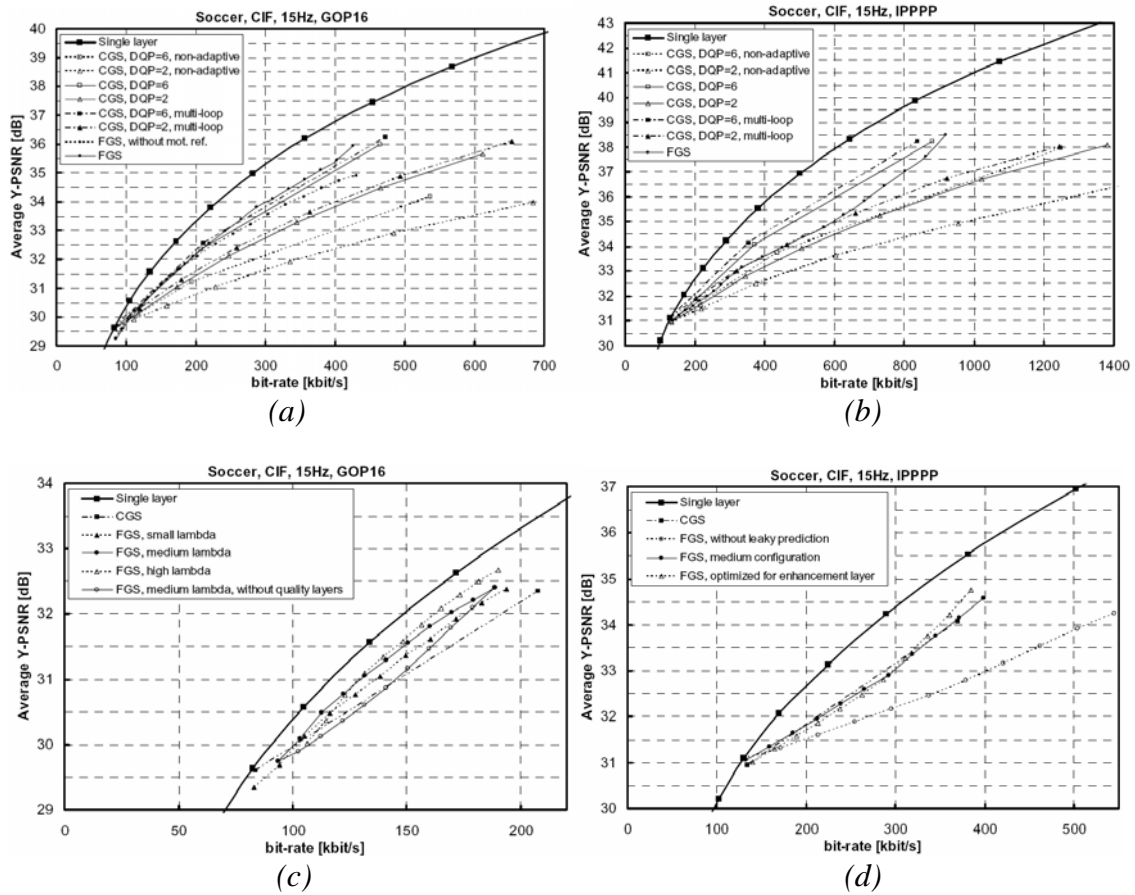 Soccer, CIF, 15Hz, GOP16
Average Y-PSNR [dB]
40
39
38
37
36
35
34
33
32
31
30
29
Single layer
CGS, DQP=6, non-adaptive
CGS, DQP=2, non-adaptive
CGS, DQP=6
CGS, DQP=2
CGS, DQP=6, multi-loop
CGS, DQP=2, multi-loop
FGS, without mot. ref.
FGS
0 100 200 300 400 500 600 700
bit-rate [kbit/s]
(a)
Soccer, CIF, 15Hz, IPPPP
Average Y-PSNR [dB]
43
42
41
40
39
38
37
36
35
34
33
32
31
30
Single layer
CGS, DQP=6, non-adaptive
CGS, DQP=2, non-adaptive
CGS, DQP=6
CGS, DQP=2
CGS, DQP=6, multi-loop
CGS, DQP=2, multi-loop
FGS
0 200 400 600 800 1000 1200 1400
bit-rate [kbit/s]
(b)
Soccer, CIF, 15Hz, GOP16
Average Y-PSNR [dB]
34
33
32
31
30
29
Single layer
CGS
FGS, small lambda
FGS, medium lambda
FGS, high lambda
FGS, medium lambda, without quality layers
0 50 100 150 200
bit-rate [kbit/s]
(c)
Soccer, CIF, 15Hz, IPPPP
Average Y-PSNR [dB]
37
36
35
34
33
32
31
30
Single layer
CGS
FGS, without leaky prediction
FGS, medium configuration
FGS, optimized for enhancement layer
0 100 200 300 400 500
bit-rate [kbit/s]
(d)